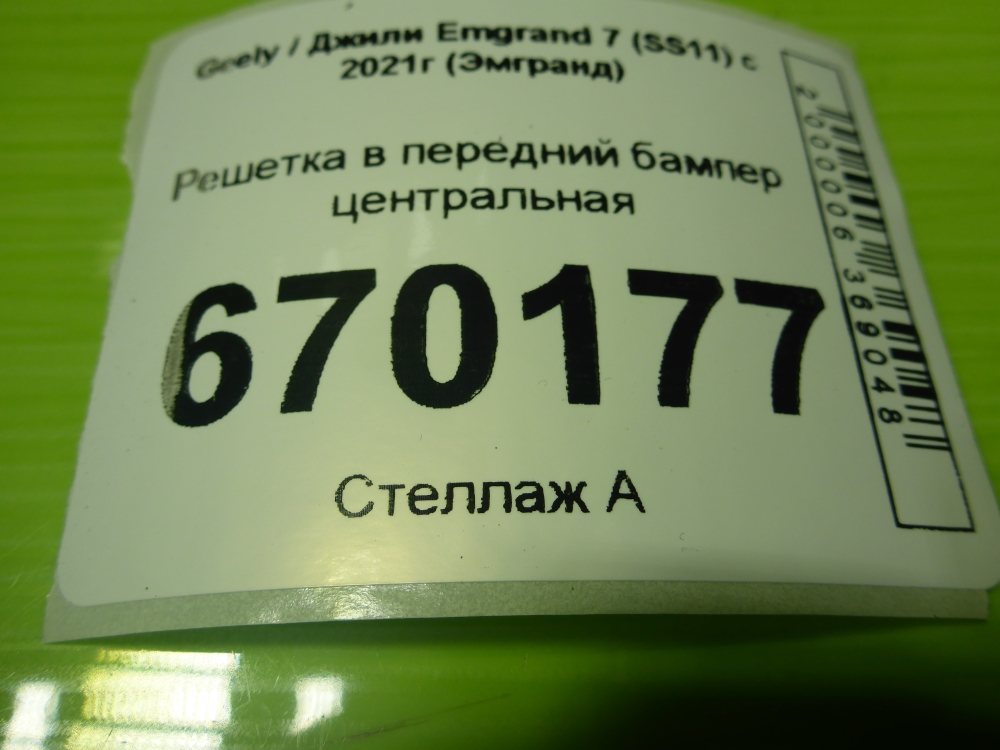 Geely / Джили Emgrand 7 (SS11) с
2021г (Эмгранд)
Решетка в передний бампер
центральная
670177
Стеллаж А
2000006369048